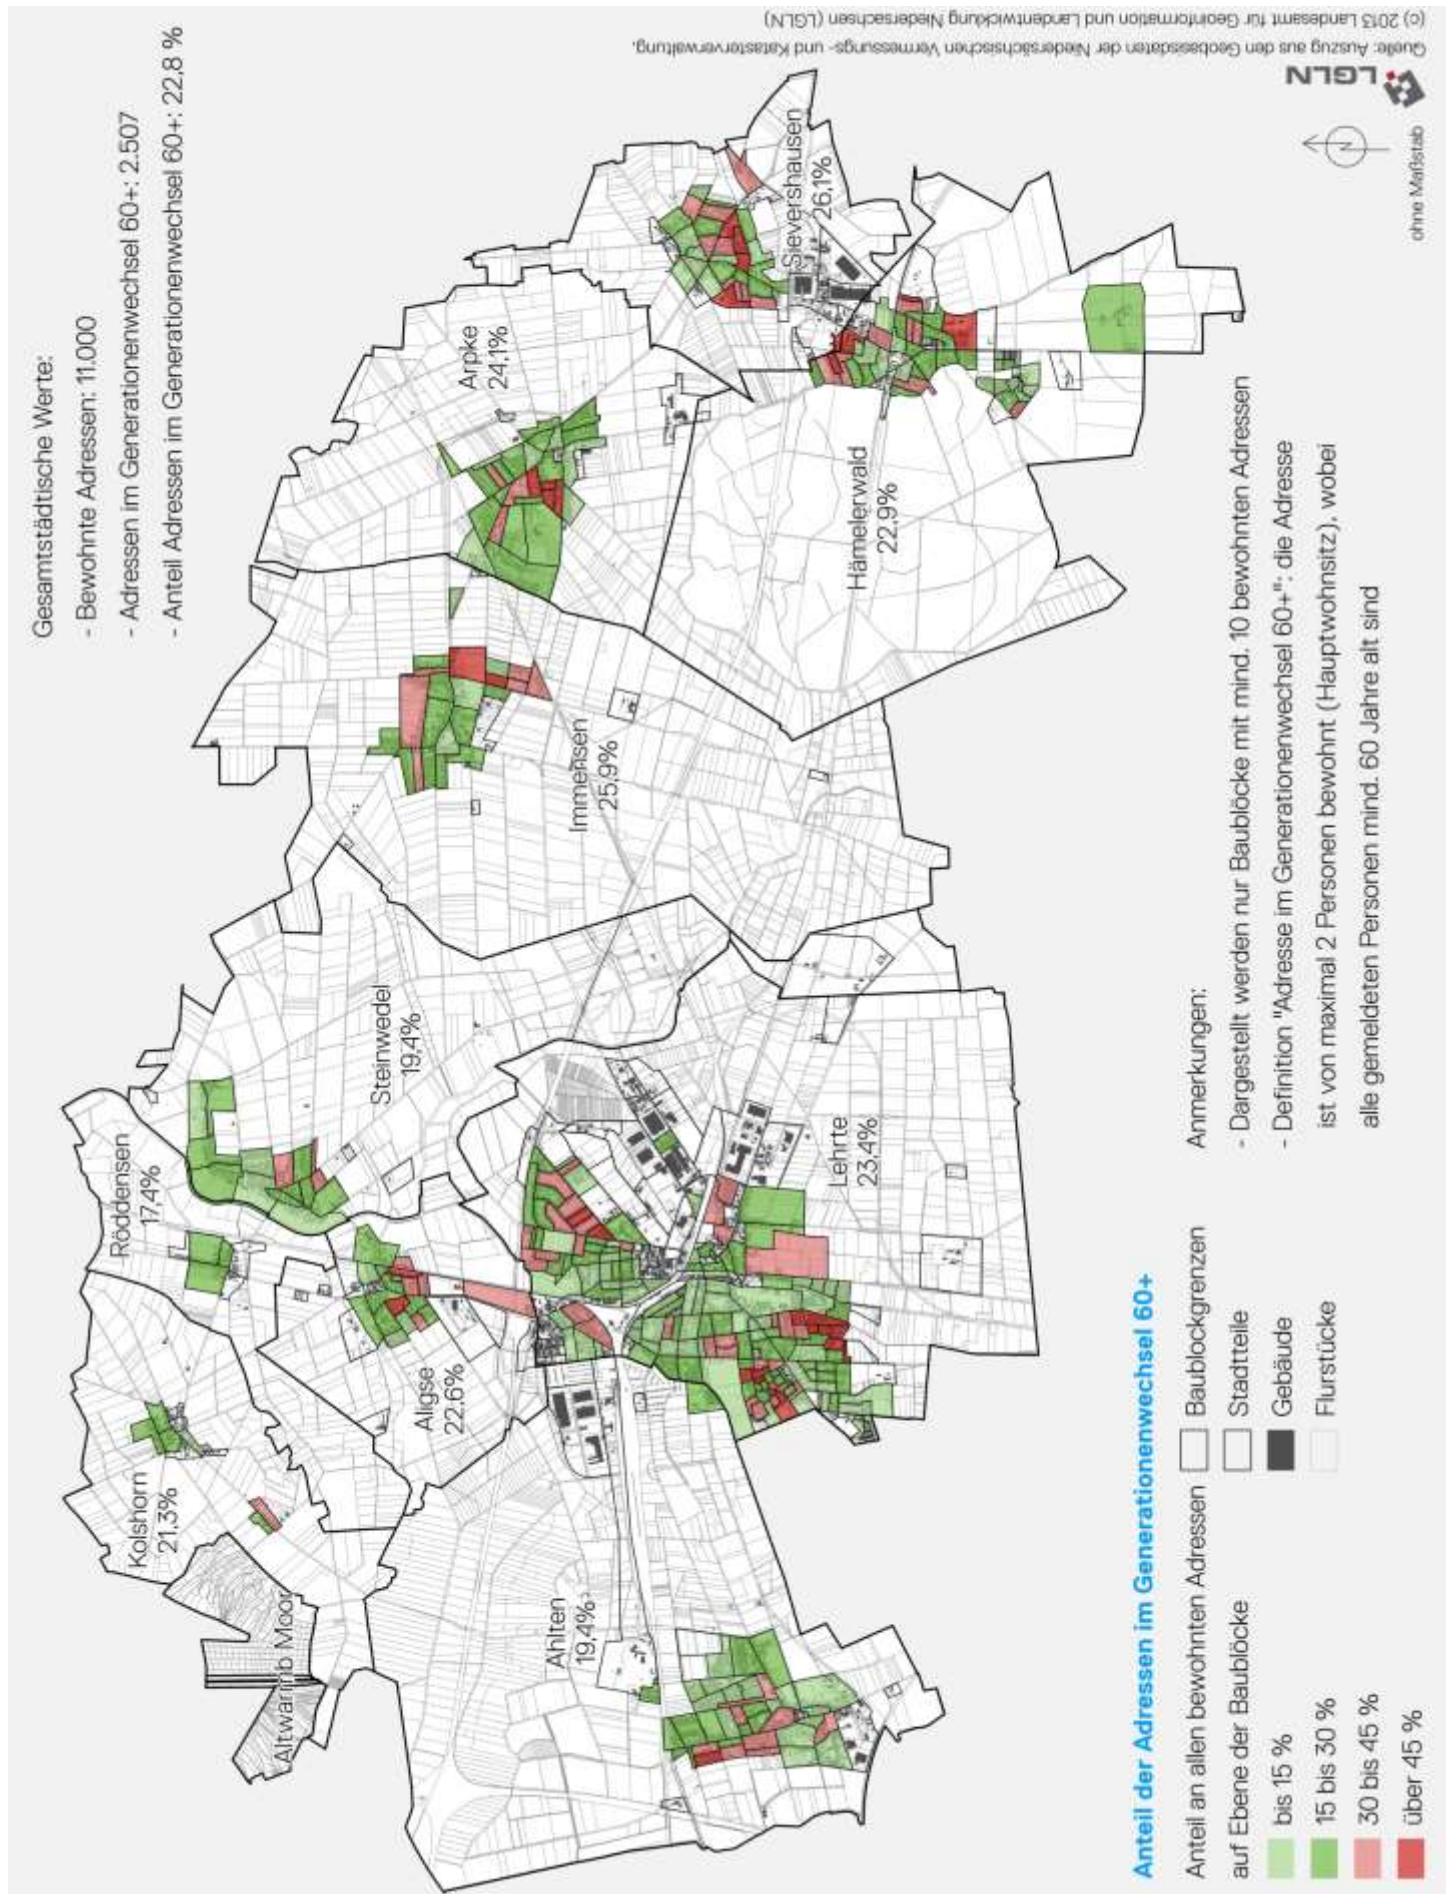 Gesamtstädtische Werte:
- Bewohnte Adressen: 11.000
- Adressen im Generationenwechsel 60+: 2.507
- Anteil Adressen im Generationenwechsel 60+: 22,8 %
Röddensen
17,4%
Kolshorn
21,3%
Altwarmb Moor
Steinwedel
19,4%
Aligse
22,6%
Arpke
24,1%
Immensen
25,9%
Ahlten
19,4%
Sievershausen
26,1%
Hämelerwald
22,9%
Lehrte
23,4%
Anteil der Adressen im Generationenwechsel 60+
Anteil an allen bewohnten Adressen
auf Ebene der Baublöcke
bis 15 %
15 bis 30 %
30 bis 45 %
über 45 %
Baublockgrenzen
Stadtteile
Gebäude
Flurstücke
Anmerkungen:
- Dargestellt werden nur Baublöcke mit mind. 10 bewohnten Adressen
- Definition "Adresse im Generationenwechsel 60+": die Adresse
ist von maximal 2 Personen bewohnt (Hauptwohnsitz), wobei
alle gemeldeten Personen mind. 60 Jahre alt sind
N
ohne Maßstab
LGLN
Quelle: Auszug aus den Geobasisdaten der Niedersächsischen Vermessungs- und Katasterverwaltung,
(c) 2013 Landesamt für Geoinformation und Landentwicklung Niedersachsen (LGLN)